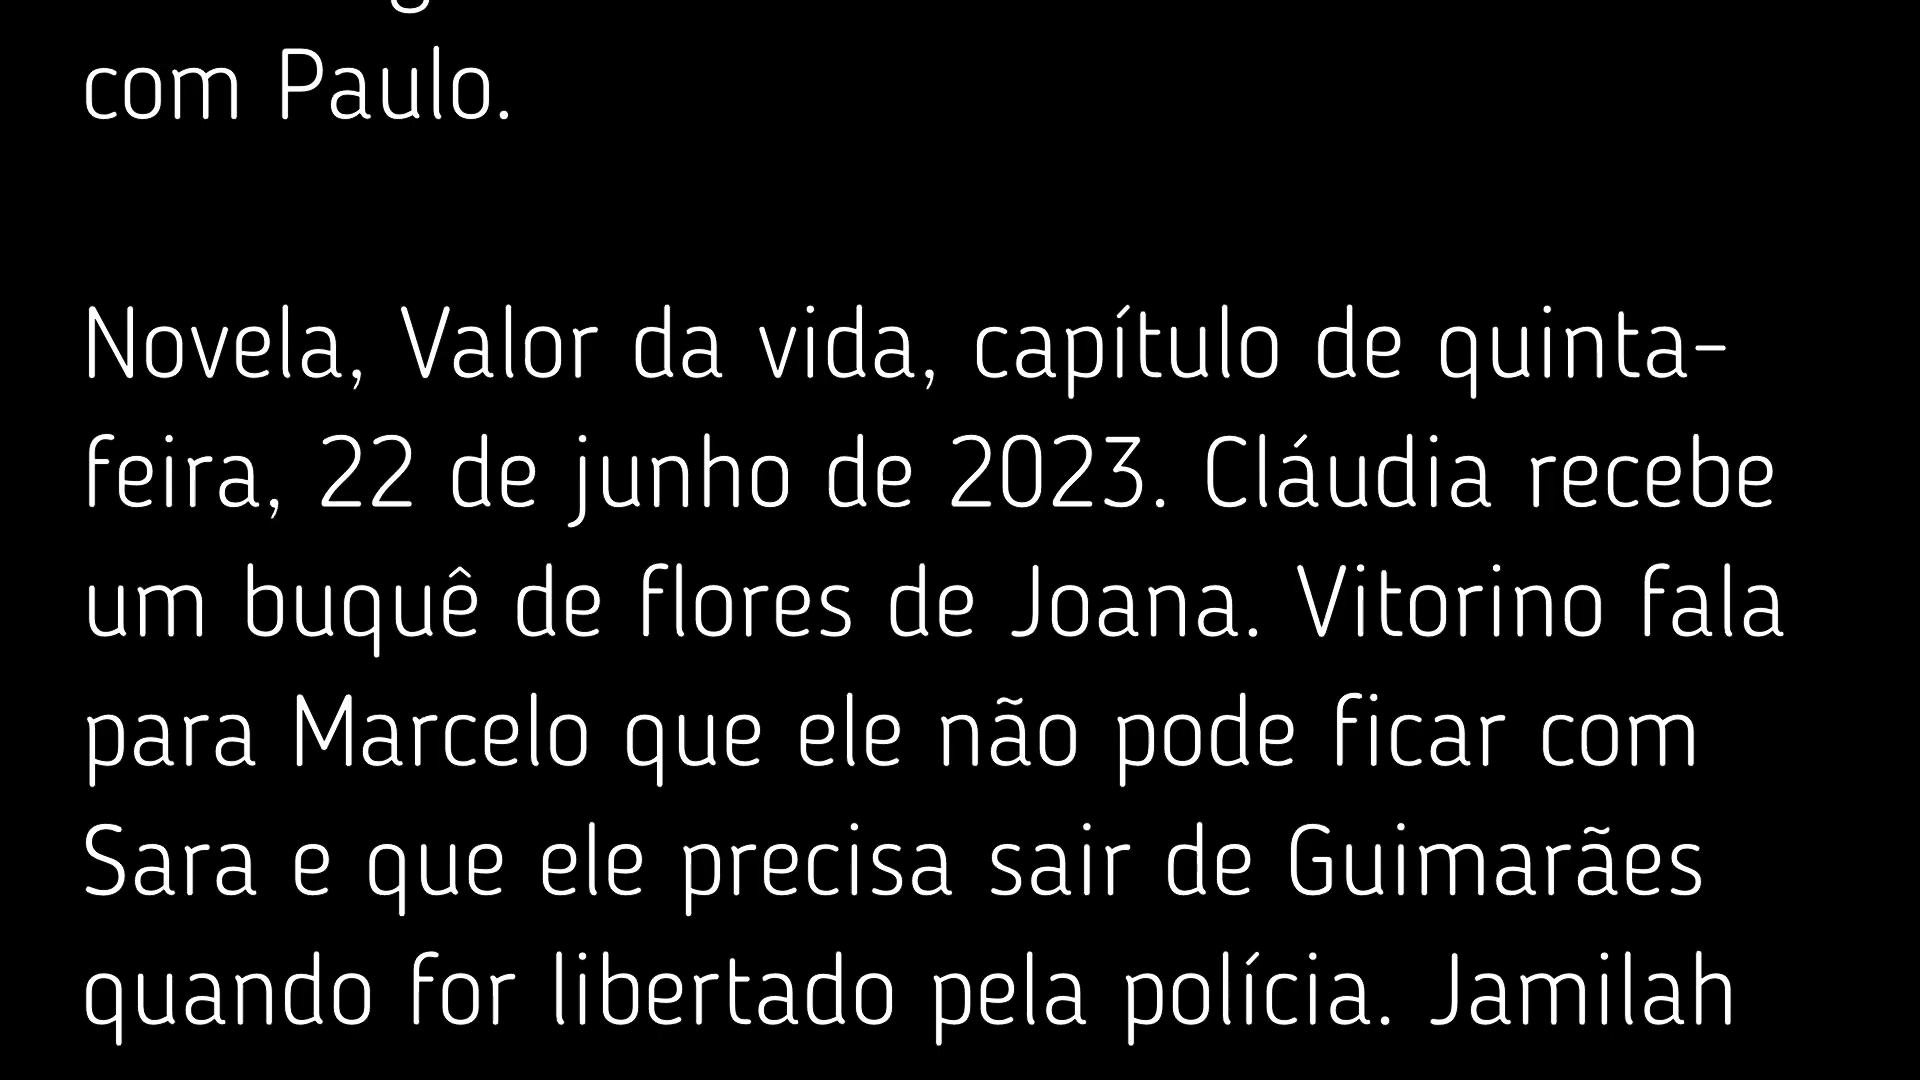 com Paulo.
Novela, Valor da vida, capítulo de quinta-
feira, 22 de junho de 2023. Cláudia recebe
um buquê de flores de Joana. Vitorino fala
para Marcelo que ele não pode ficar com
Sara e que ele precisa sair de Guimarães
quando for libertado pela polícia. Jamilah